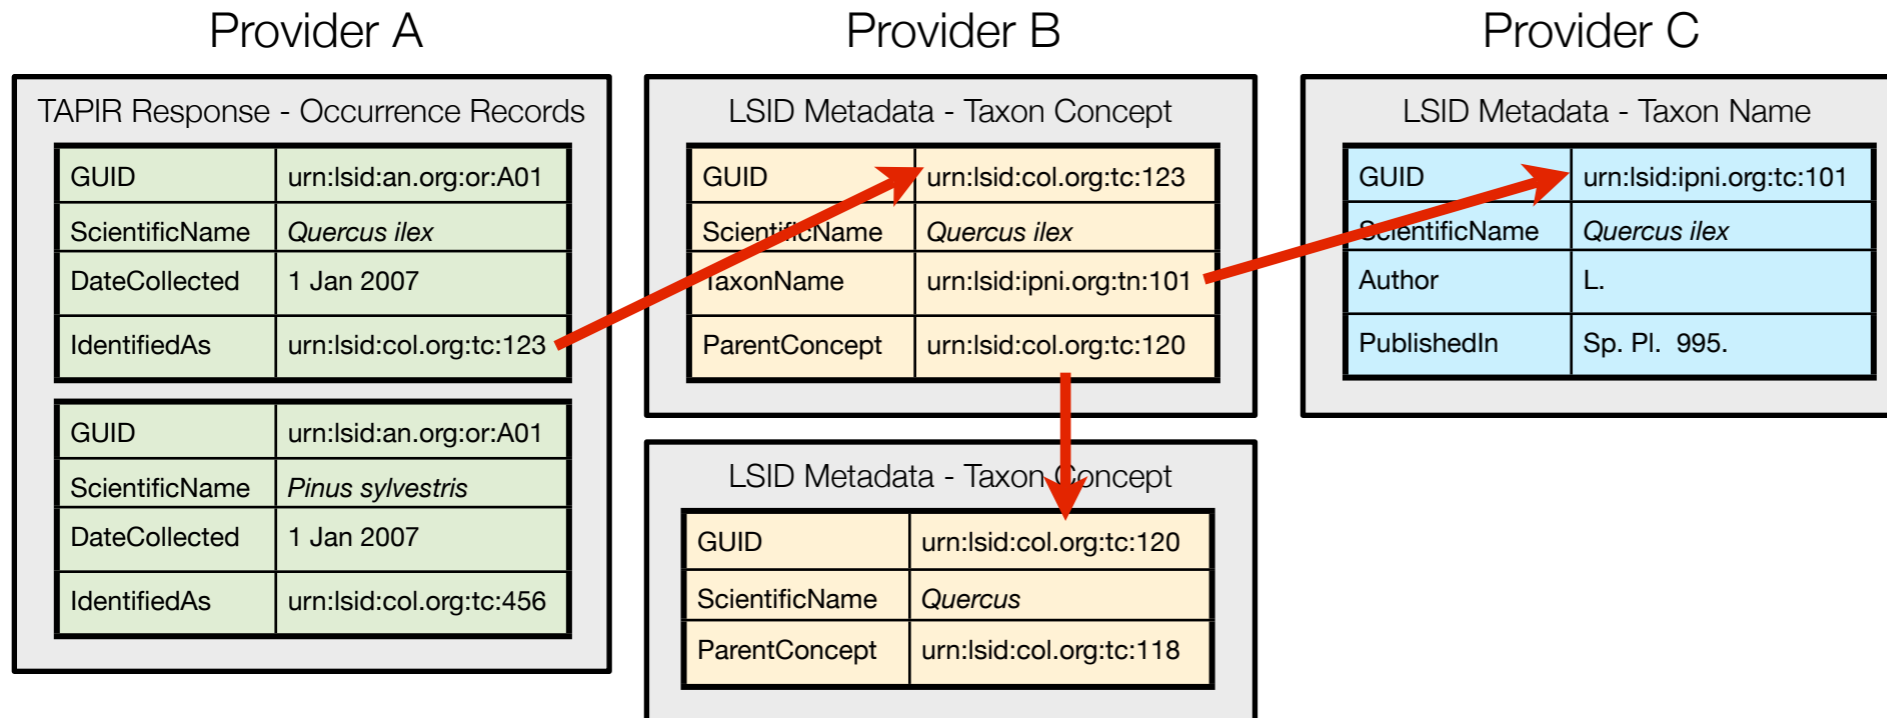 Provider A
TAPIR Response - Occurrence Records
GUID urn:lsid:an.org:or:A01
ScientificName Quercus ilex
DateCollected 1 Jan 2007
IdentifiedAs urn:lsid:col.org:tc:123
GUID urn:lsid:an.org:or:A01
ScientificName Pinus sylvestris
DateCollected 1 Jan 2007
IdentifiedAs urn:lsid:col.org:tc:456
Provider B
LSID Metadata - Taxon Concept
GUID urn:lsid:col.org:tc:123
ScientificName Quercus ilex
TaxonName urn:lsid:ipni.org:tn:101
ParentConcept urn:lsid:col.org:tc:120
LSID Metadata - Taxon Concept
GUID urn:lsid:col.org:tc:120
ScientificName Quercus
ParentConcept urn:lsid:col.org:tc:118
Provider C
LSID Metadata - Taxon Name
GUID urn:lsid:ipni.org:tc:101
ScientificName Quercus ilex
Author L.
PublishedIn Sp. Pl. 995.